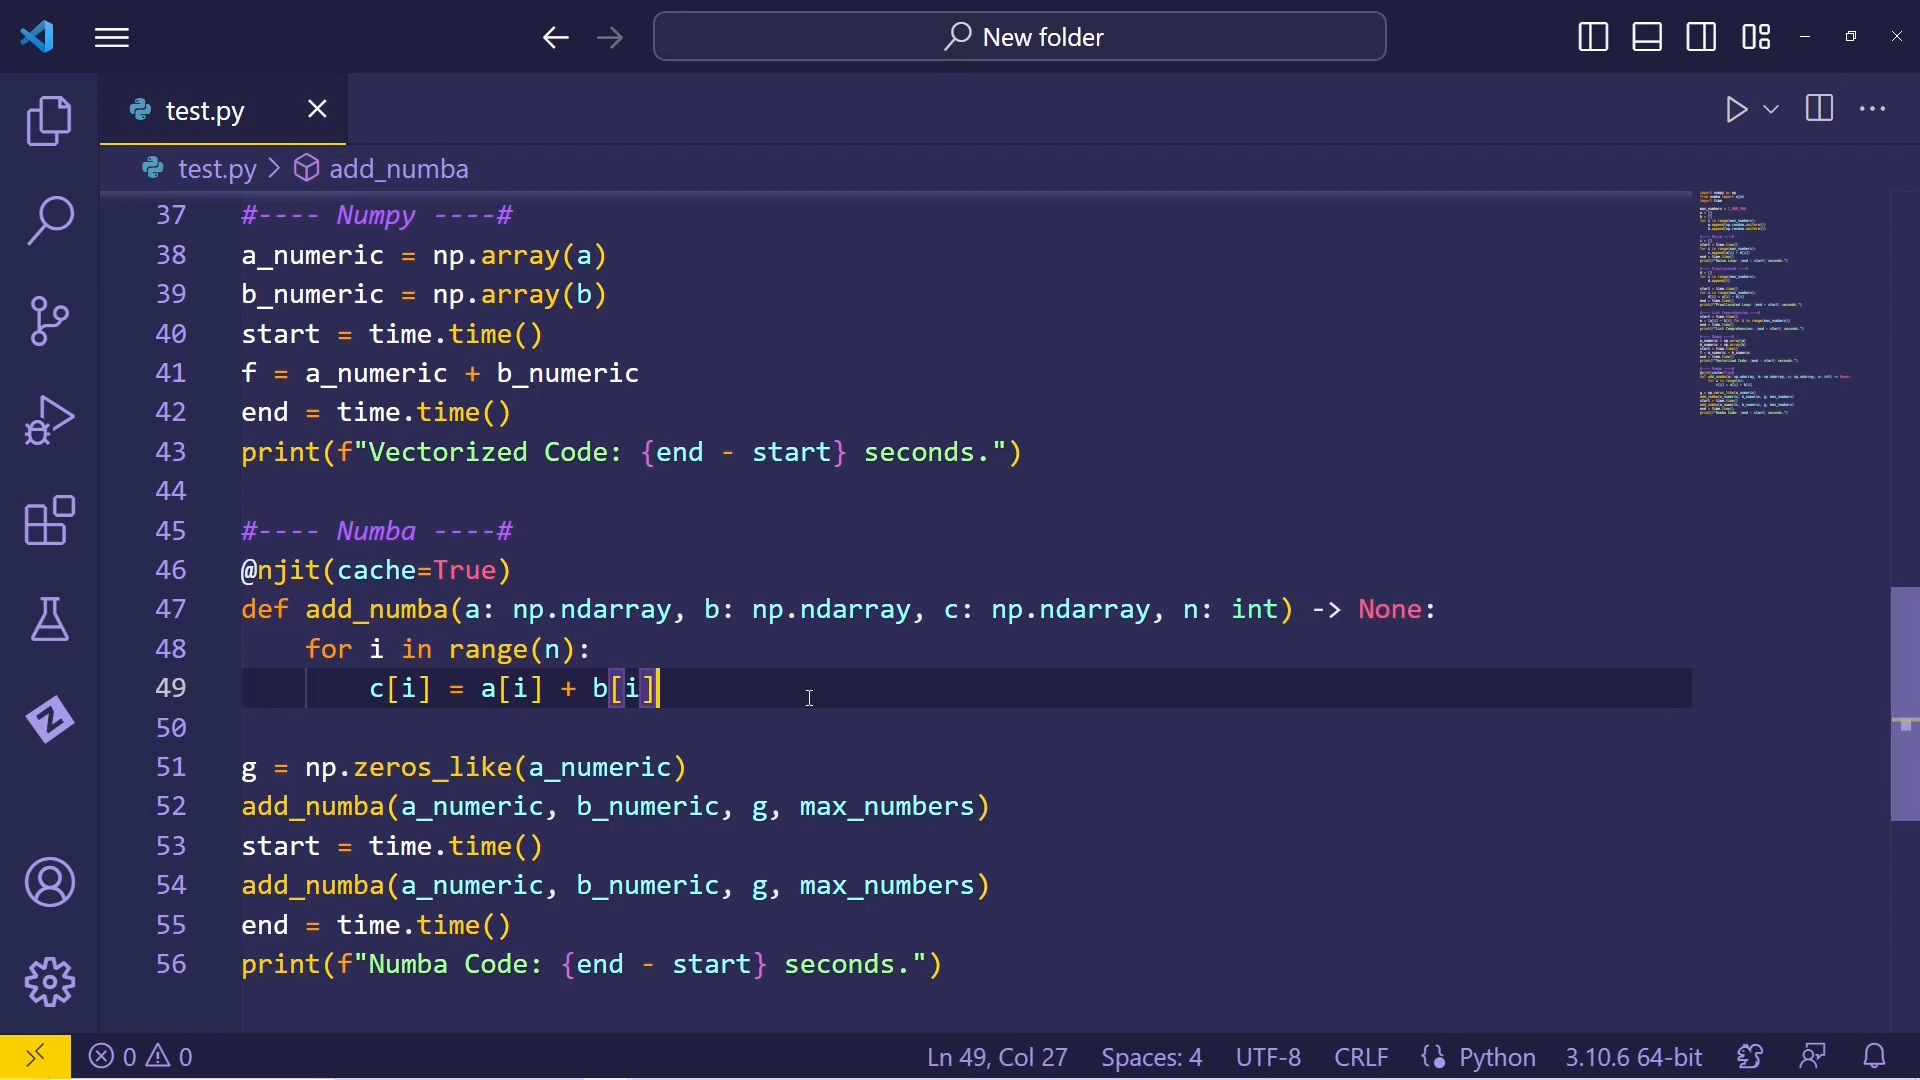 New folder
test.py
test.py > add_numba
37 #---- Numpy ----#
38 a_numeric = np.array(a)
39 b_numeric = np.array(b)
40 start = time.time()
41 f = a_numeric + b_numeric
42 end = time.time()
43 print(f"Vectorized Code: {end - start} seconds.")
44
45 #---- Numba ----#
46 @njit(cache=True)
47 def add_numba(a: np.ndarray, b: np.ndarray, c: np.ndarray, n: int) -> None:
48     for i in range(n):
49         c[i] = a[i] + b[i]
50
51 g = np.zeros_like(a_numeric)
52 add_numba(a_numeric, b_numeric, g, max_numbers)
53 start = time.time()
54 add_numba(a_numeric, b_numeric, g, max_numbers)
55 end = time.time()
56 print(f"Numba Code: {end - start} seconds.")
0 0 Ln 49, Col 27 Spaces: 4 UTF-8 CRLF Python 3.10.6 64-bit